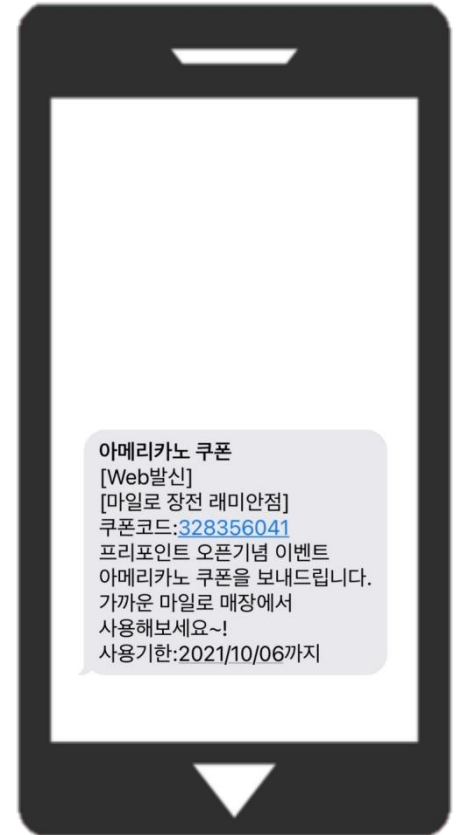 아메리카노 쿠폰
[Web발신]
[마일로 장전 래미안점]
쿠폰코드:328356041
프리포인트 오픈기념 이벤트
아메리카노 쿠폰을 보내드립니다.
가까운 마일로 매장에서
사용해보세요~!
사용기한:2021/10/06까지